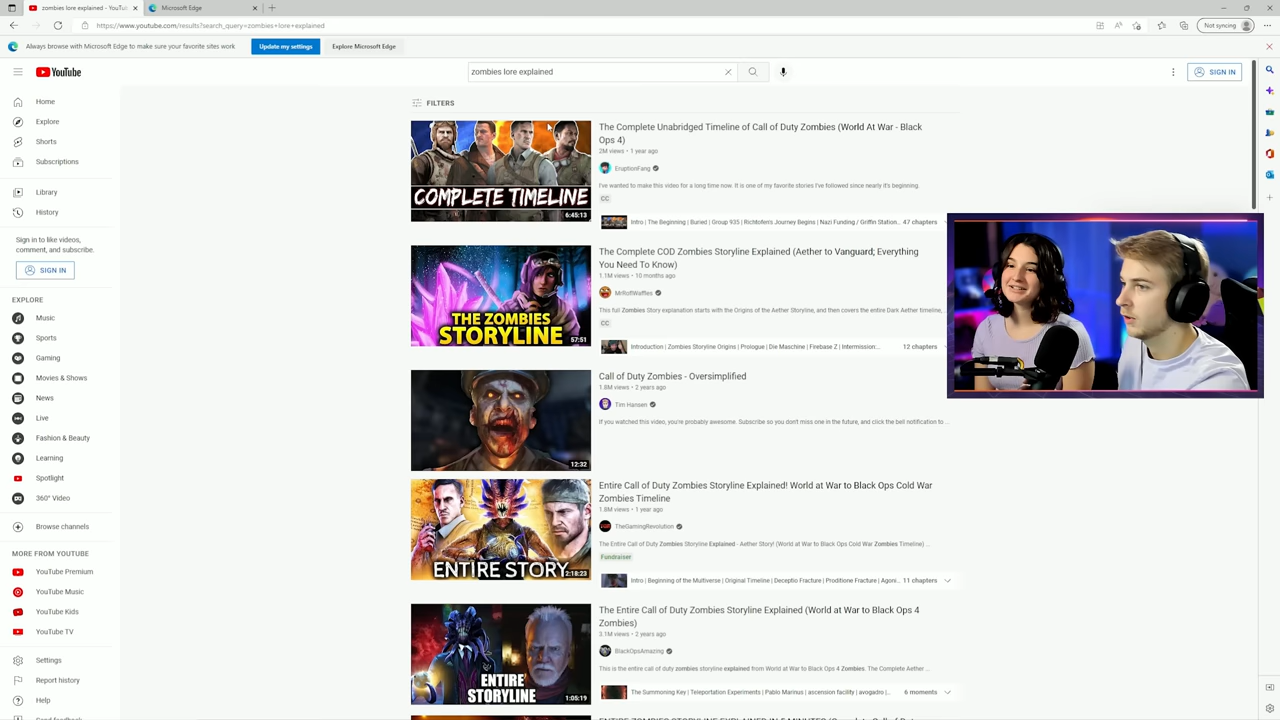 zombies lore explained - YouTu
Microsoft Edge
https://www.youtube.com/results?search_query=zombies+lore+explained
Not syncing
Always browse with Microsoft Edge to make sure your favorite sites work
Update my settings
Explore Microsoft Edge
YouTube
zombies lore explained
SIGN IN
Home
Explore
Shorts
Subscriptions
Library
History
Sign in to like videos,
comment, and subscribe.
SIGN IN
EXPLORE
Music
Sports
Gaming
Movies & Shows
News
Live
Fashion & Beauty
Learning
Spotlight
360° Video
Browse channels
MORE FROM YOUTUBE
YouTube Premium
YouTube Music
YouTube Kids
YouTube TV
Settings
Report history
Help
Send feedback
FILTERS
COMPLETE TIMELINE
6:45:13
The Complete Unabridged Timeline of Call of Duty Zombies (World At War - Black
Ops 4)
2M views • 1 year ago
EruptionFang
I've wanted to make this video for a long time now. It is one of my favorite stories I've followed since nearly it's beginning.
CC
Intro | The Beginning | Buried | Group 935 | Richtofen's Journey Begins | Nazi Funding / Griffin Station...
47 chapters
THE ZOMBIES
STORYLINE
57:51
The Complete COD Zombies Storyline Explained (Aether to Vanguard; Everything
You Need To Know)
1.1M views • 10 months ago
MrRoflWaffles
This full Zombies Story explanation starts with the Origins of the Aether Storyline, and then covers the entire Dark Aether timeline,
CC
Introduction | Zombies Storyline Origins | Prologue | Die Maschine | Firebase Z | Intermission:...
12 chapters
12:32
Call of Duty Zombies - Oversimplified
1.8M views • 2 years ago
Tim Hansen
If you watched this video, you're probably awesome. Subscribe so you don't miss one in the future, and click the bell notification to ...
ENTIRE STORY
2:18:23
Entire Call of Duty Zombies Storyline Explained! World at War to Black Ops Cold War
Zombies Timeline
1.8M views • 1 year ago
TheGamingRevolution
The Entire Call of Duty Zombies Storyline Explained - Aether Story! (World at War to Black Ops Cold War Zombies Timeline) ...
Fundraiser
Intro | Beginning of the Multiverse | Original Timeline | Deceptio Fracture | Proditione Fracture | Agoni...
11 chapters
ENTIRE
STORYLINE
1:05:19
The Entire Call of Duty Zombies Storyline Explained (World at War to Black Ops 4
Zombies)
3.1M views • 2 years ago
BlackOpsAmazing
This is the entire call of duty zombies storyline explained from World at War to Black Ops 4 Zombies. The Complete Aether ...
The Summoning Key | Teleportation Experiments | Pablo Marinus | ascension facility | avogadro |...
6 moments